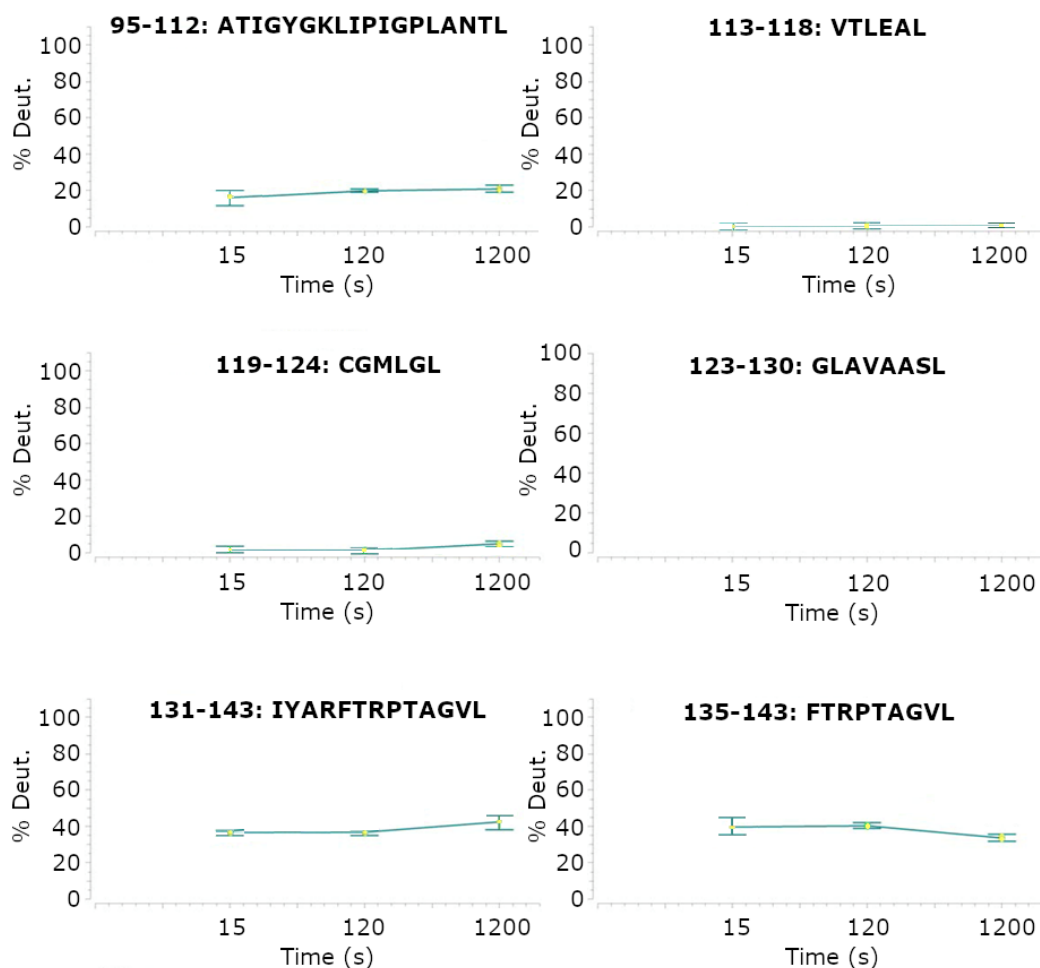 95-112: ATIGYGKLIPIGPLANTL
100
80
60
40
20
0
% Deut.
15 120 1200
Time (s)
113-118: VTLEAL
100
80
60
40
20
0
% Deut.
15 120 1200
Time (s)
119-124: CGMLGL
100
80
60
40
20
0
% Deut.
15 120 1200
Time (s)
123-130: GLAVAASL
100
80
60
40
20
0
% Deut.
15 120 1200
Time (s)
131-143: IYARFTRPTAGVL
100
80
60
40
20
0
% Deut.
15 120 1200
Time (s)
135-143: FTRPTAGVL
100
80
60
40
20
0
% Deut.
15 120 1200
Time (s)